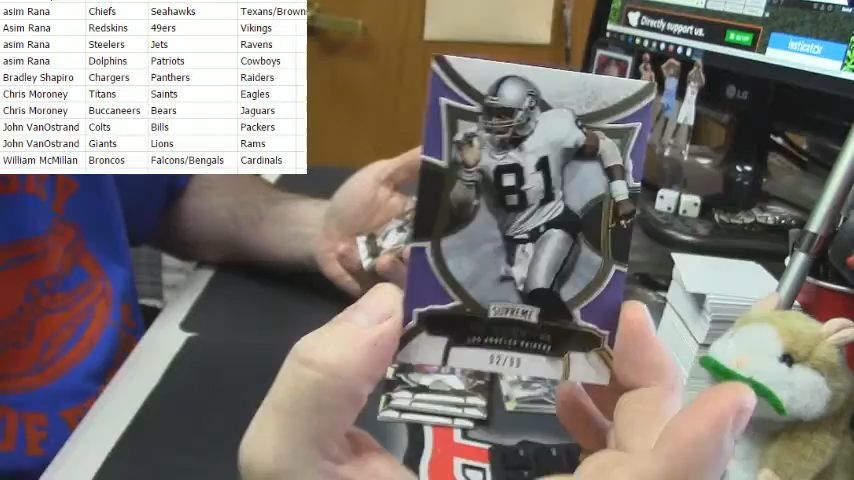 asim Rana Chiefs Seahawks Texans/Brown
Asim Rana Redskins 49ers Vikings
asim Rana Steelers Jets Ravens
asim Rana Dolphins Patriots Cowboys
Bradley Shapiro Chargers Panthers Raiders
Chris Moroney Titans Saints Eagles
Chris Moroney Buccaneers Bears Jaguars
John VanOstrand Colts Bills Packers
John VanOstrand Giants Lions Rams
William McMillan Broncos Falcons/Bengals Cardinals
Directly support us.
LG
81
SUPREME
LOS ANGELES RAIDERS